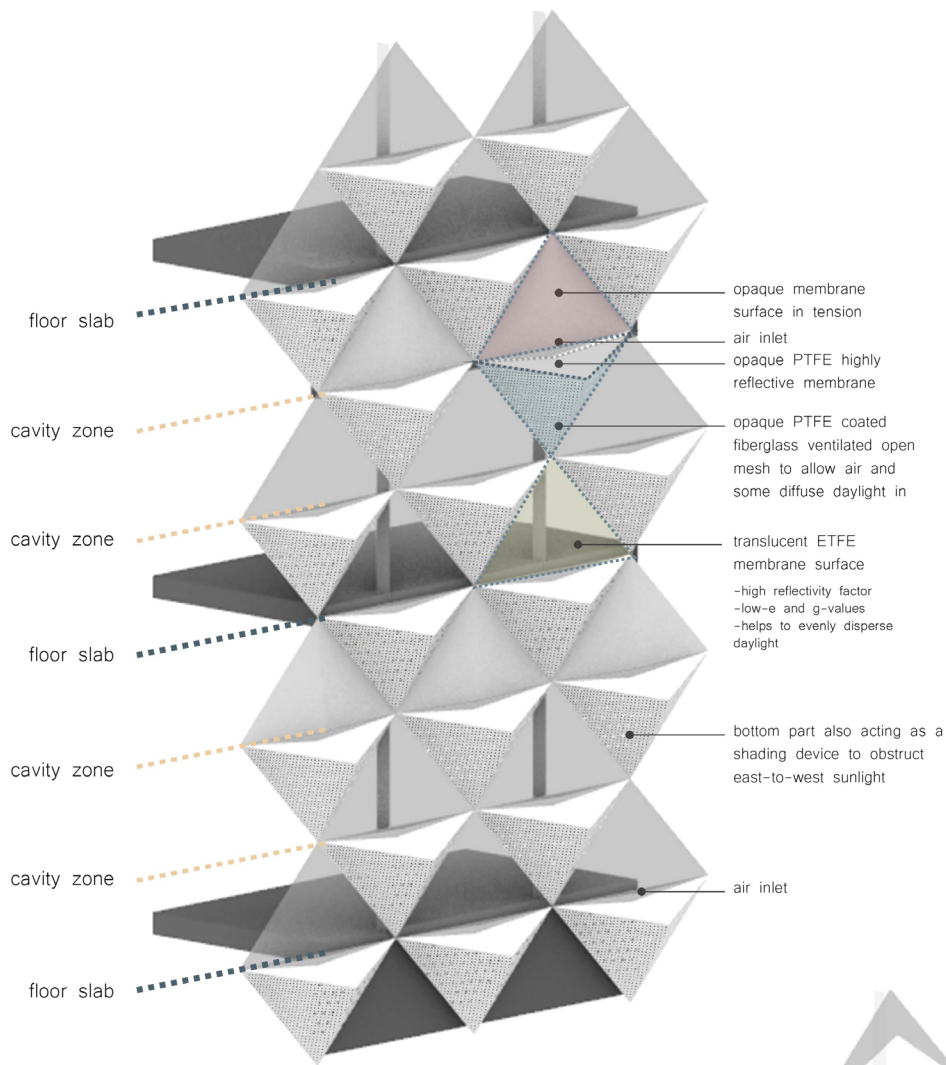 floor slab
cavity zone
cavity zone
floor slab
cavity zone
cavity zone
floor slab
opaque membrane
surface in tension
air inlet
opaque PTFE highly
reflective membrane
opaque PTFE coated
fiberglass ventilated open
mesh to allow air and
some diffuse daylight in
translucent ETFE
membrane surface
-high reflectivity factor
-low-e and g-values
-helps to evenly disperse
daylight
bottom part also acting as a
shading device to obstruct
east-to-west sunlight
air inlet